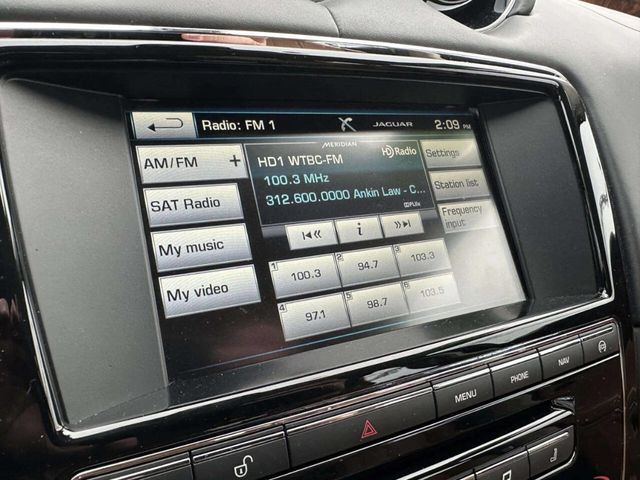 Radio: FM 1
JAGUAR
2:09 PM
MERIDIAN
AM/FM +
HD1 WTBC-FM
HD Radio
Settings
SAT Radio
100.3 MHz
Station list
312.600.0000 Ankin Law - C...
My music
i
Frequency
input
My video
1 100.3
2 94.7
3 103.3
4 97.1
5 98.7
6 103.5
MENU
PHONE
NAV